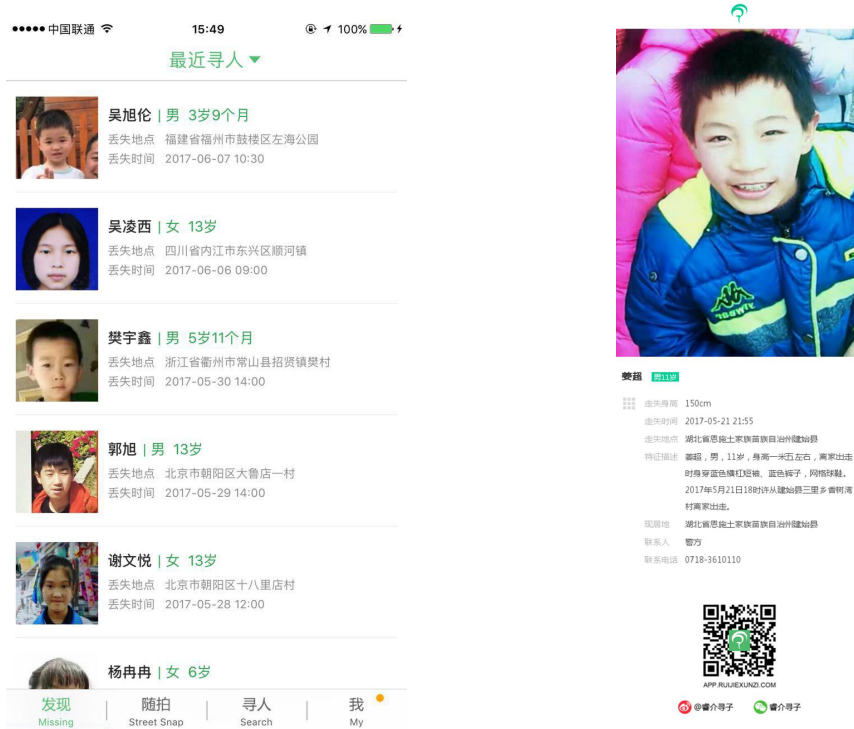 中国联通
15:49
100%
最近寻人
吴旭伦 | 男 3岁9个月
丢失地点 福建省福州市鼓楼区左海公园
丢失时间 2017-06-07 10:30
吴凌西 | 女 13岁
丢失地点 四川省内江市东兴区顺河镇
丢失时间 2017-06-06 09:00
樊宇鑫 | 男 5岁11个月
丢失地点 浙江省衢州市常山县招贤镇樊村
丢失时间 2017-05-30 14:00
郭旭 | 男 13岁
丢失地点 北京市朝阳区大鲁店一村
丢失时间 2017-05-29 14:00
谢文悦 | 女 13岁
丢失地点 北京市朝阳区十八里店村
丢失时间 2017-05-28 12:00
杨冉冉 | 女 6岁
发现 随拍 寻人 我
Missing Street Snap Search My
姜超 男11岁
走失身高 150cm
走失时间 2017-05-21 21:55
走失地点 湖北省恩施土家族苗族自治州建始县
特征描述 姜超，男，11岁，身高一米五左右，离家出走
时身穿蓝色横杠短袖、蓝色裤子，网格球鞋。
2017年5月21日18时许从建始县三里乡香树湾
村离家出走。
现居地 湖北省恩施土家族苗族自治州建始县
联系人 警方
联系电话 0718-3610110
APP.RUIJIEXUNZI.COM
@睿介寻子 睿介寻子